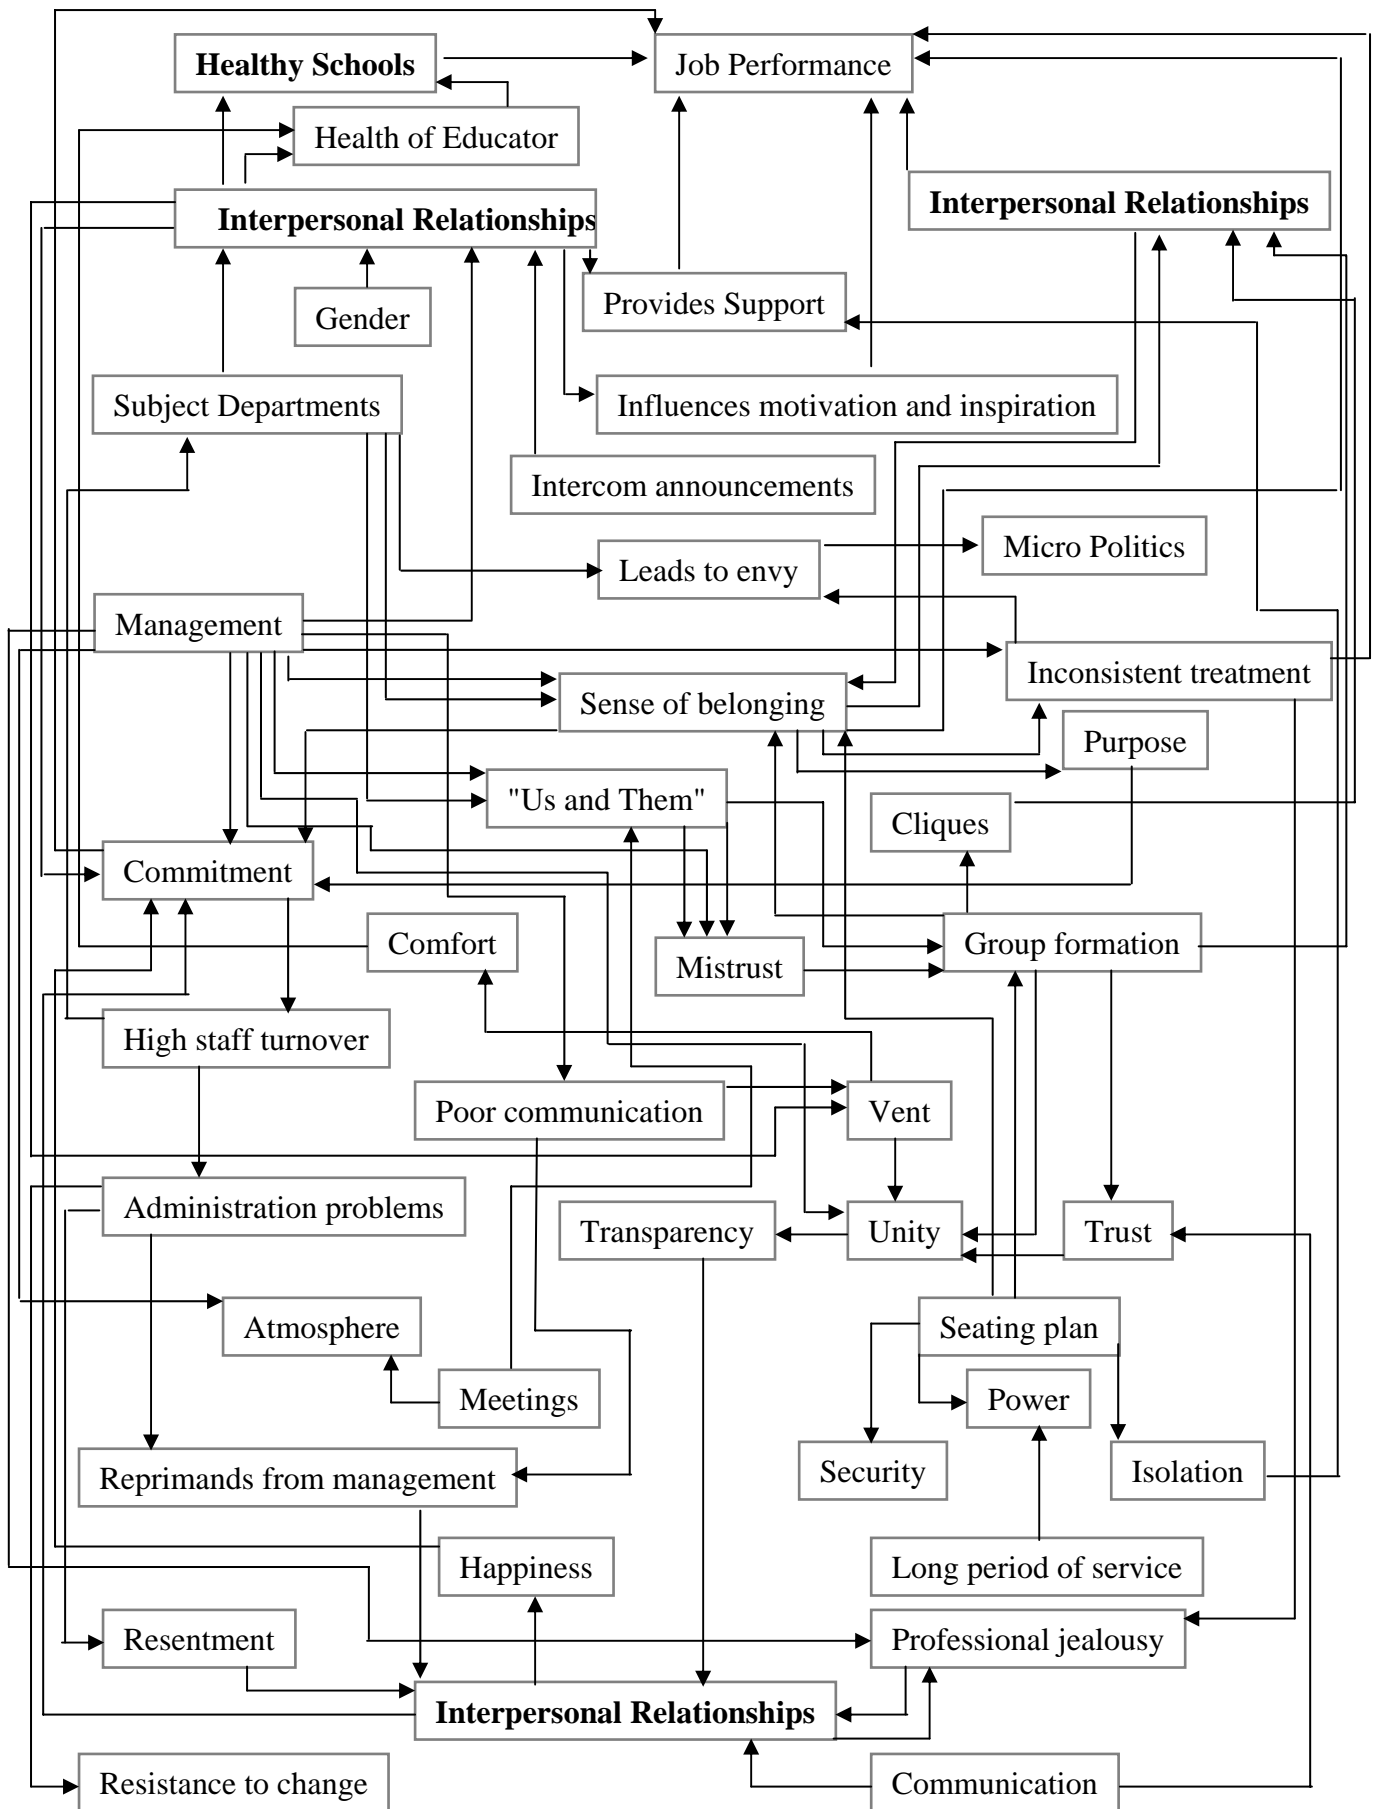 Healthy Schools
Job Performance
Health of Educator
Interpersonal Relationships
Interpersonal Relationships
Gender
Provides Support
Subject Departments
Influences motivation and inspiration
Intercom announcements
Micro Politics
Leads to envy
Management
Inconsistent treatment
Sense of belonging
Purpose
"Us and Them"
Cliques
Commitment
Comfort
Group formation
Mistrust
High staff turnover
Poor communication
Vent
Administration problems
Transparency
Unity
Trust
Atmosphere
Seating plan
Meetings
Power
Reprimands from management
Security
Isolation
Happiness
Long period of service
Resentment
Professional jealousy
Interpersonal Relationships
Resistance to change
Communication